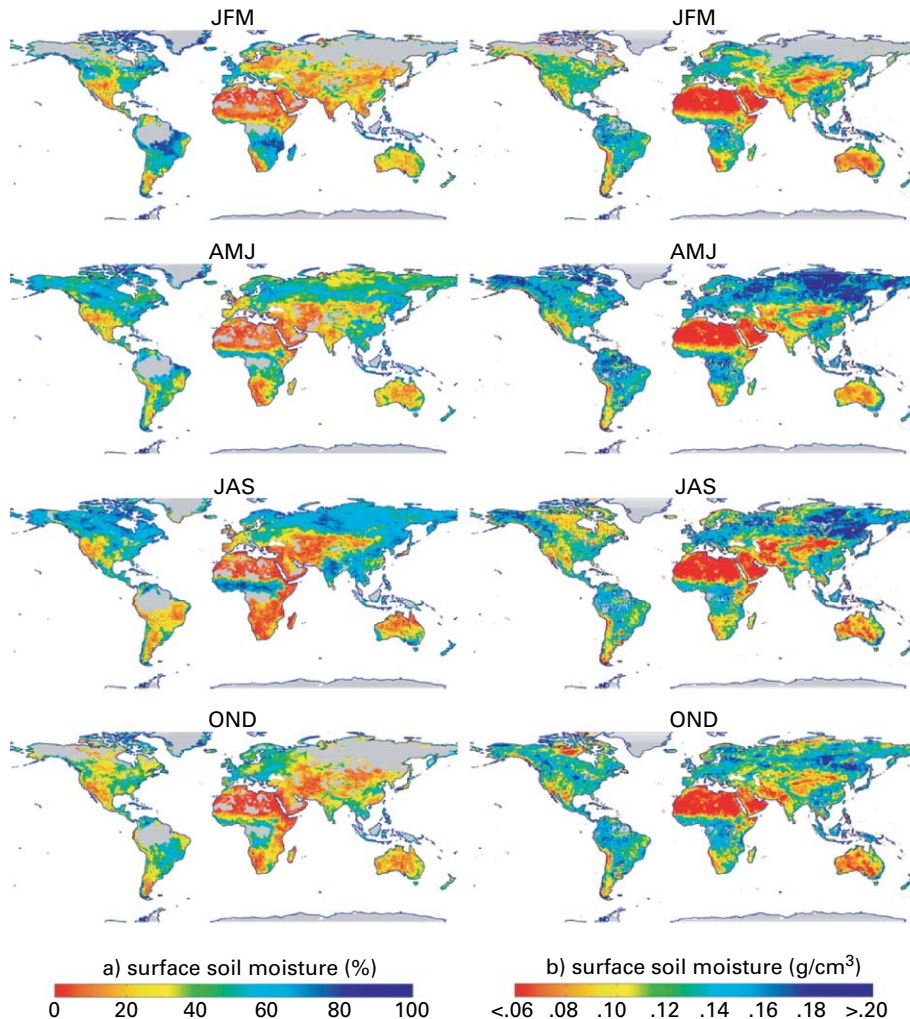 JFM JFM
AMJ AMJ
JAS JAS
OND OND
a) surface soil moisture (%) b) surface soil moisture (g/cm³)
0 20 40 60 80 100 <.06 .08 .10 .12 .14 .16 .18 >.20